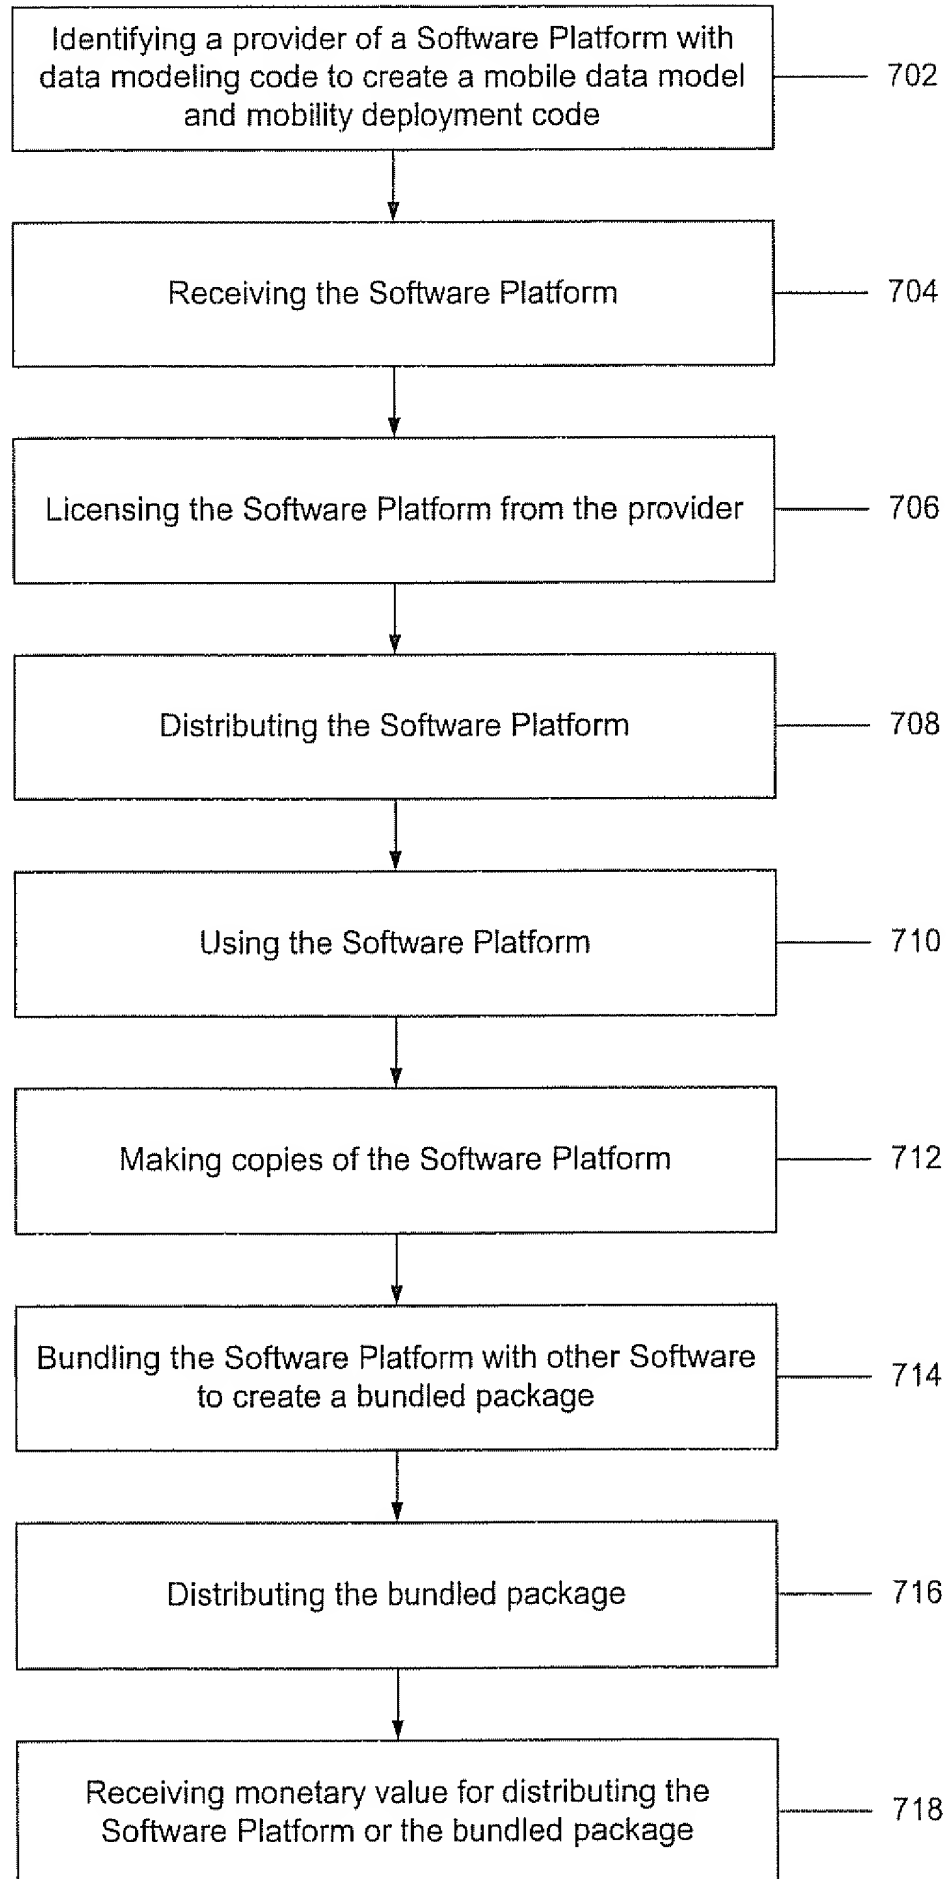 Identifying a provider of a Software Platform with
data modeling code to create a mobile data model
and mobility deployment code
702
Receiving the Software Platform
704
Licensing the Software Platform from the provider
706
Distributing the Software Platform
708
Using the Software Platform
710
Making copies of the Software Platform
712
Bundling the Software Platform with other Software
to create a bundled package
714
Distributing the bundled package
716
Receiving monetary value for distributing the
Software Platform or the bundled package
718